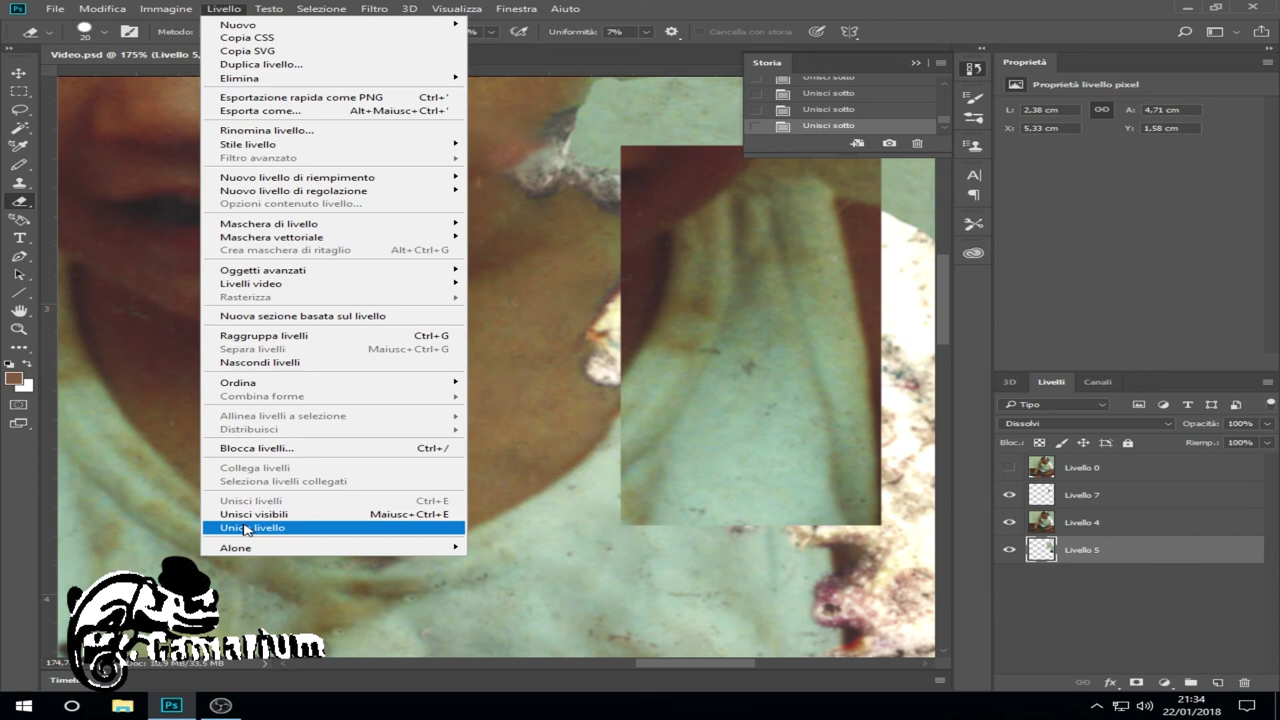 Ps File Modifica Immagine Livello Testo Selezione Filtro 3D Visualizza Finestra Aiuto
20 Metodo: Uniformità: 7% Cancella con storia
Video.psd @ 175% (Livello 5,
Nuovo
Copia CSS
Copia SVG
Duplica livello...
Elimina
Esportazione rapida come PNG Ctrl+'
Esporta come... Alt+Maiusc+Ctrl+'
Rinomina livello...
Stile livello
Filtro avanzato
Nuovo livello di riempimento
Nuovo livello di regolazione
Opzioni contenuto livello...
Maschera di livello
Maschera vettoriale
Crea maschera di ritaglio Alt+Ctrl+G
Oggetti avanzati
Livelli video
Rasterizza
Nuova sezione basata sul livello
Raggruppa livelli Ctrl+G
Separa livelli Maiusc+Ctrl+G
Nascondi livelli
Ordina
Combina forme
Allinea livelli a selezione
Distribuisci
Blocca livelli... Ctrl+/
Collega livelli
Seleziona livelli collegati
Unisci livelli Ctrl+E
Unisci visibili Maiusc+Ctrl+E
livello
Alone
Storia
Unisci sotto
Unisci sotto
Unisci sotto
Unisci sotto
Proprietà
Proprietà livello pixel
L: 2,38 cm A: 4,71 cm
X: 5,33 cm Y: 1,58 cm
3D Livelli Canali
Tipo
Dissolvi Opacità: 100%
Bloc.: Riemp.: 100%
Livello 0
Livello 7
Livello 4
Livello 5
3
4
Doc: 10,9 MB/33,5 MB
Ps
21:34
22/01/2018